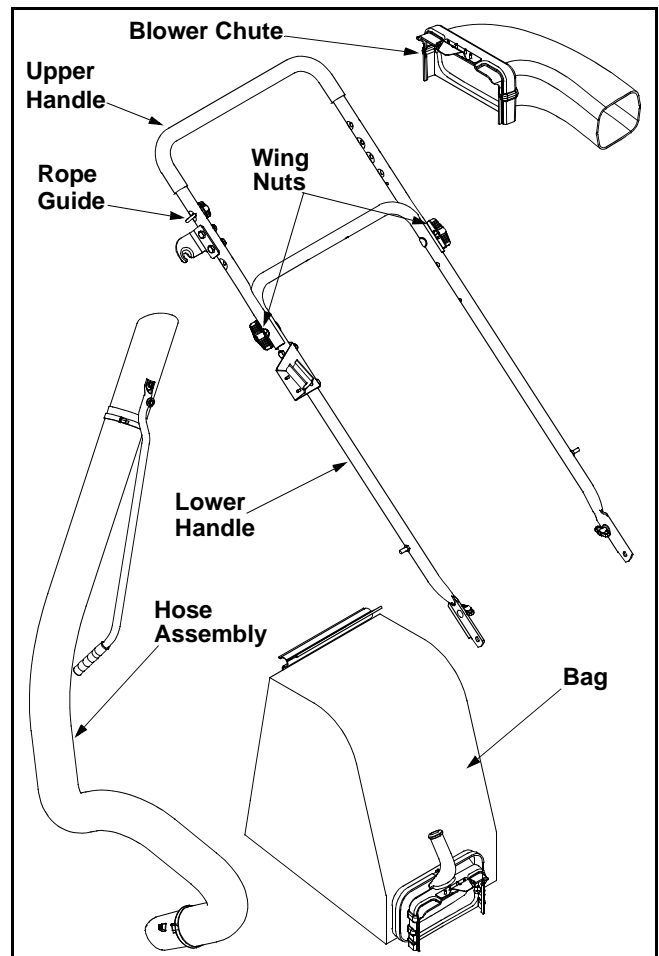 Blower Chute
Upper
Handle
Wing
Nuts
Rope
Guide
Lower
Handle
Hose
Assembly
Bag